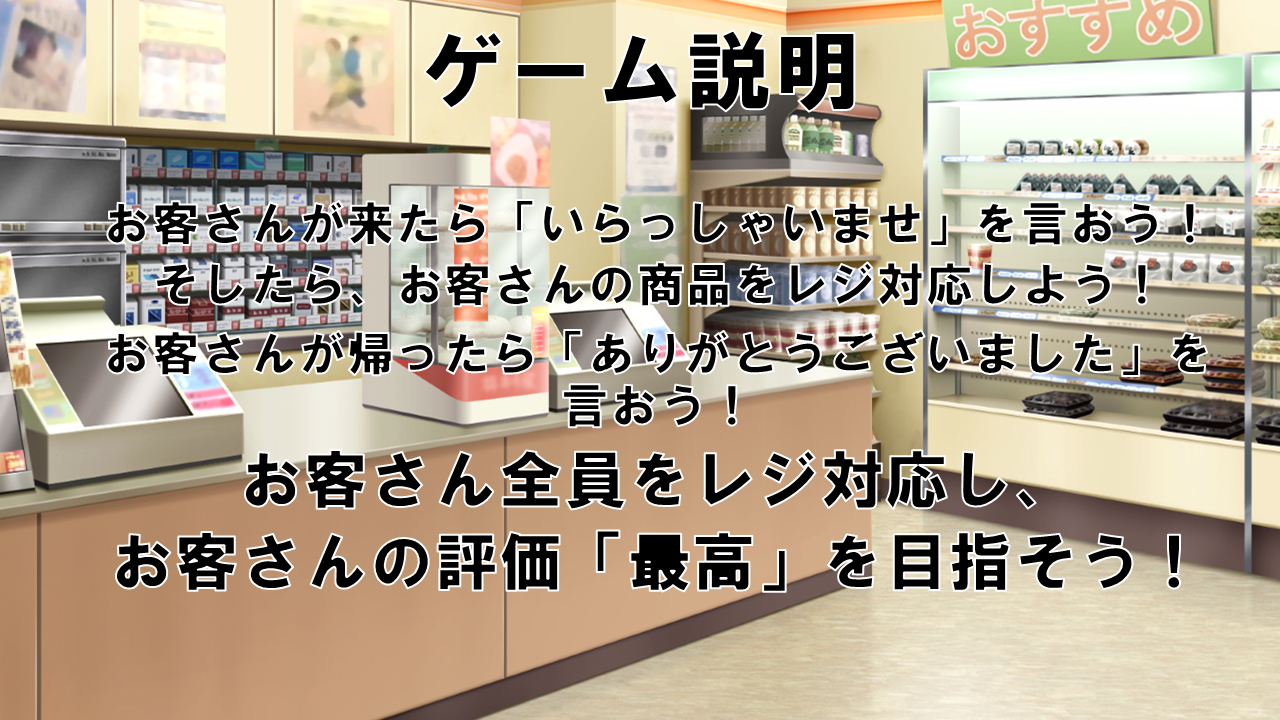 おすすめ
ゲーム説明
お客さんが来たら「いらっしゃいませ」を言おう！
そしたら、お客さんの商品をレジ対応しよう！
お客さんが帰ったら「ありがとうございました」を
言おう！
お客さん全員をレジ対応し、
お客さんの評価「最高」を目指そう！